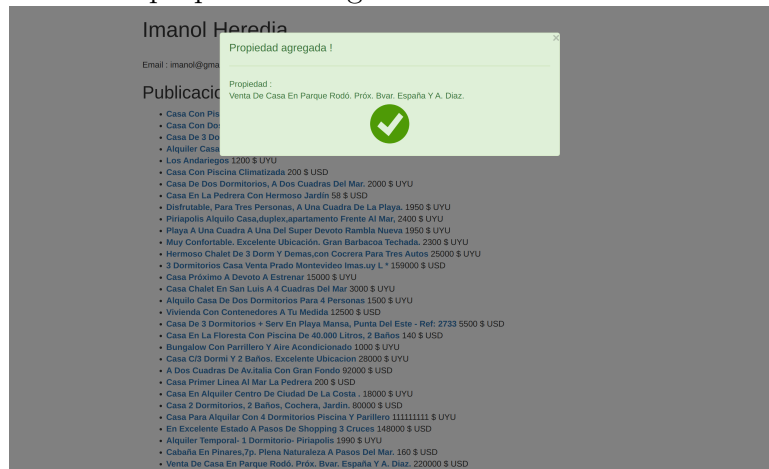 Imanol Heredia
Propiedad agregada !
×
Email : imanol@gma
Propiedad :
Venta De Casa En Parque Rodó. Próx. Bvar. España Y A. Diaz.
Publicacio
Casa Con Pis
Casa Con Do
Casa De 3 Do
Alquiler Casa
Los Andariegos 1200 $ UYU
Casa Con Piscina Climatizada 200 $ USD
Casa De Dos Dormitorios, A Dos Cuadras Del Mar. 2000 $ UYU
Casa En La Pedrera Con Hermoso Jardín 58 $ USD
Disfrutable, Para Tres Personas, A Una Cuadra De La Playa. 1950 $ UYU
Piriapolis Alquilo Casa,duplex,apartamento Frente Al Mar, 2400 $ UYU
Playa A Una Cuadra A Una Del Super Devoto Rambla Nueva 1950 $ UYU
Muy Confortable. Excelente Ubicación. Gran Barbacoa Techada. 2300 $ UYU
Hermoso Chalet De 3 Dorm Y Demas,con Cocrera Para Tres Autos 25000 $ UYU
3 Dormitorios Casa Venta Prado Montevideo Imas.uy L * 159000 $ USD
Casa Próximo A Devoto A Estrenar 15000 $ UYU
Casa Chalet En San Luis A 4 Cuadras Del Mar 3000 $ UYU
Alquilo Casa De Dos Dormitorios Para 4 Personas 1500 $ UYU
Vivienda Con Contenedores A Tu Medida 12500 $ USD
Casa De 3 Dormitorios + Serv En Playa Mansa, Punta Del Este - Ref: 2733 5500 $ USD
Casa En La Floresta Con Piscina De 40.000 Litros, 2 Baños 140 $ USD
Bungalow Con Parrillero Y Aire Acondicionado 1000 $ UYU
Casa C/3 Dormi Y 2 Baños. Excelente Ubicacion 28000 $ UYU
A Dos Cuadras De Av.italia Con Gran Fondo 92000 $ USD
Casa Primer Linea Al Mar La Pedrera 200 $ USD
Casa En Alquiler Centro De Ciudad De La Costa . 18000 $ UYU
Casa 2 Dormitorios, 2 Baños, Cochera, Jardin. 80000 $ USD
Casa Para Alquilar Con 4 Dormitorios Piscina Y Parillero 111111111 $ UYU
En Excelente Estado A Pasos De Shopping 3 Cruces 148000 $ USD
Alquiler Temporal- 1 Dormitorio- Piriapolis 1990 $ UYU
Cabaña En Pinares,7p. Plena Naturaleza A Pasos Del Mar. 160 $ USD
Venta De Casa En Parque Rodó. Próx. Bvar. España Y A. Diaz. 220000 $ USD